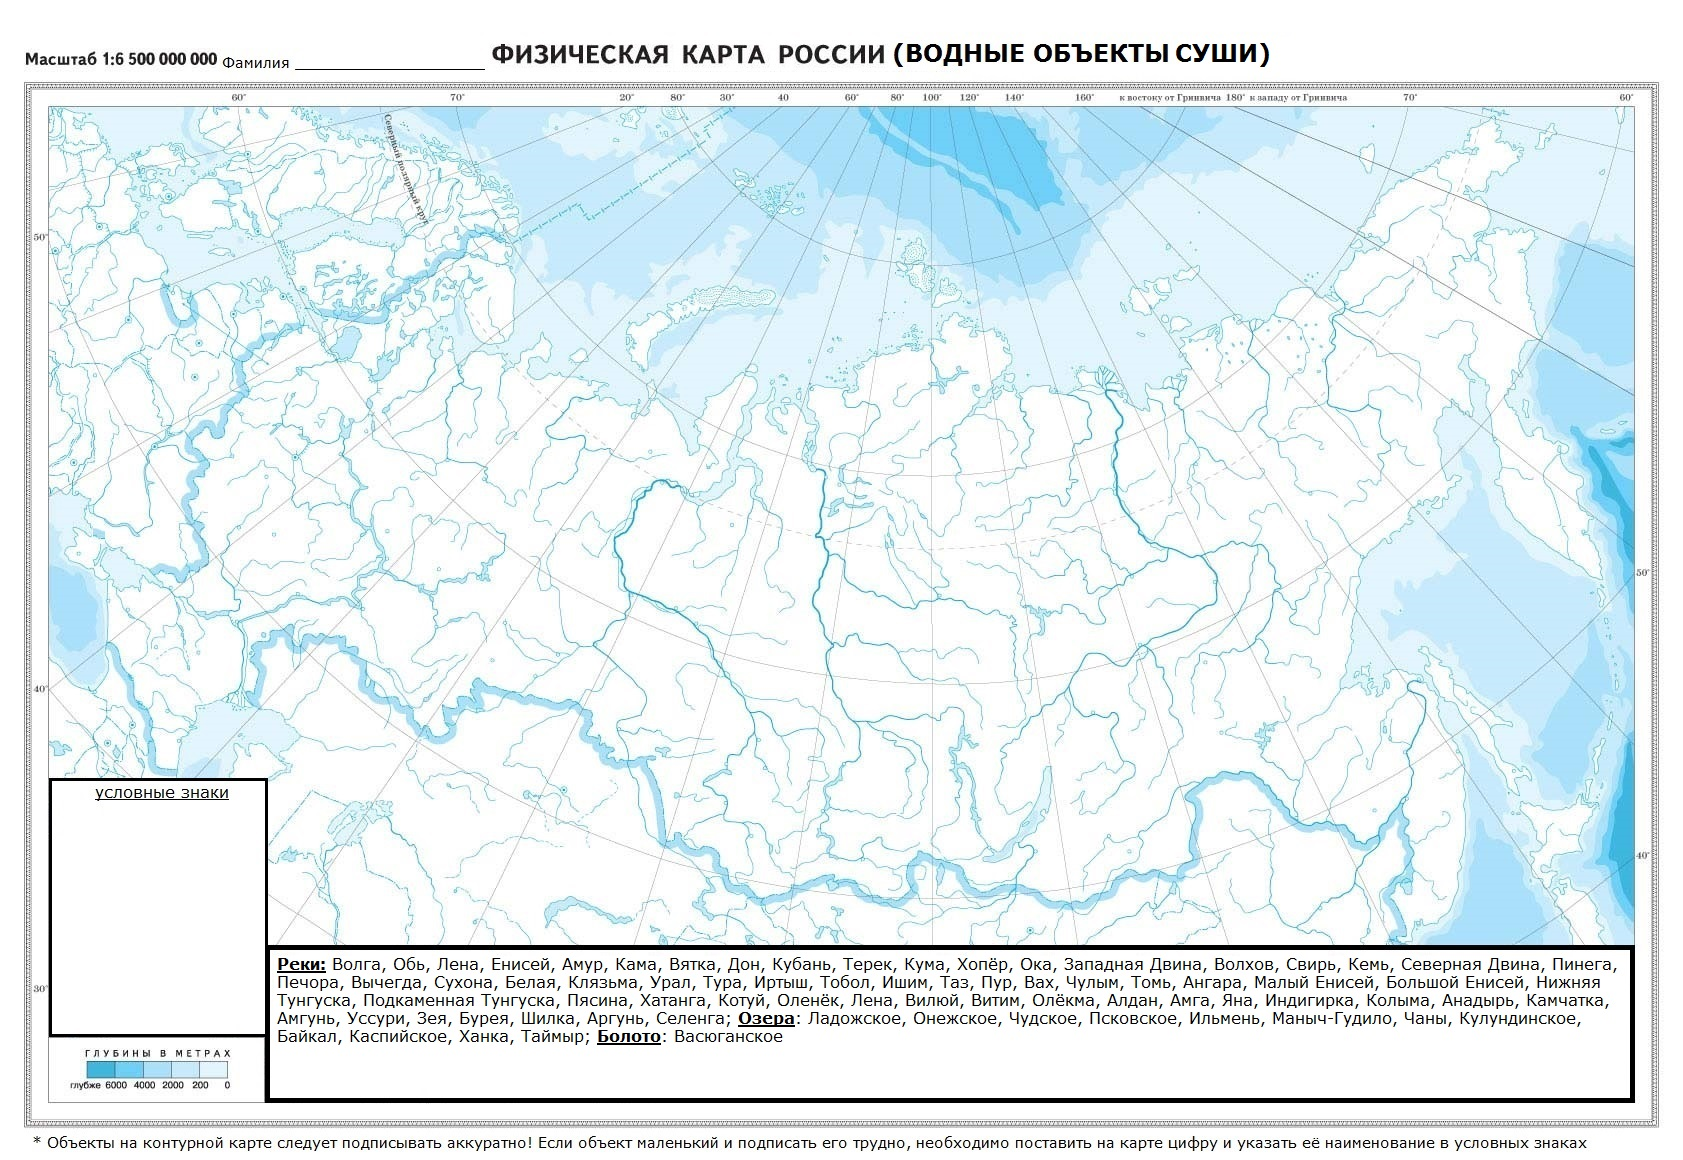 Масштаб 1:6 500 000 000 Фамилия ____________________ ФИЗИЧЕСКАЯ КАРТА РОССИИ (ВОДНЫЕ ОБЪЕКТЫ СУШИ)
60° 70° 20° 80° 30° 40 60° 80° 100° 120° 140° 160° к востоку от Гринвича 180° к западу от Гринвича 70° 60°
Северный полярный круг
50°
50°
40°
40°
30°
условные знаки
Реки: Волга, Обь, Лена, Енисей, Амур, Кама, Вятка, Дон, Кубань, Терек, Кума, Хопёр, Ока, Западная Двина, Волхов, Свирь, Кемь, Северная Двина, Пинега,
Печора, Вычегда, Сухона, Белая, Клязьма, Урал, Тура, Иртыш, Тобол, Ишим, Таз, Пур, Вах, Чулым, Томь, Ангара, Малый Енисей, Большой Енисей, Нижняя
Тунгуска, Подкаменная Тунгуска, Пясина, Хатанга, Котуй, Оленёк, Лена, Вилюй, Витим, Олёкма, Алдан, Амга, Яна, Индигирка, Колыма, Анадырь, Камчатка,
Амгунь, Уссури, Зея, Бурея, Шилка, Аргунь, Селенга; Озера: Ладожское, Онежское, Чудское, Псковское, Ильмень, Маныч-Гудило, Чаны, Кулундинское,
Байкал, Каспийское, Ханка, Таймыр; Болото: Васюганское
ГЛУБИНЫ В МЕТРАХ
глубже 6000 4000 2000 200 0
* Объекты на контурной карте следует подписывать аккуратно! Если объект маленький и подписать его трудно, необходимо поставить на карте цифру и указать её наименование в условных знаках